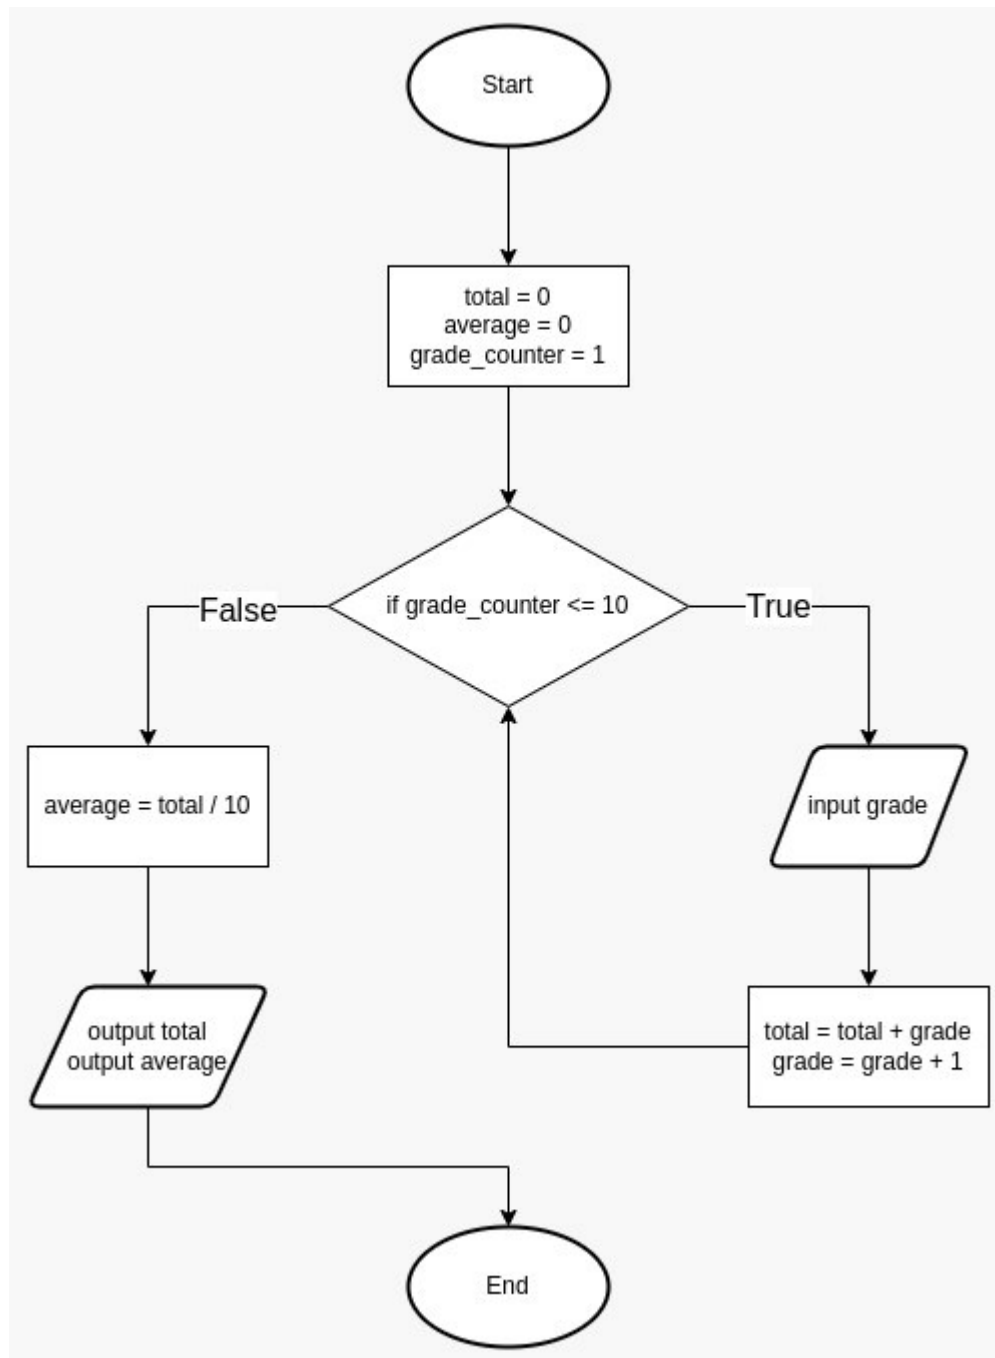 Start
total = 0
average = 0
grade_counter = 1
if grade_counter <= 10
False
True
average = total / 10
input grade
output total
output average
total = total + grade
grade = grade + 1
End